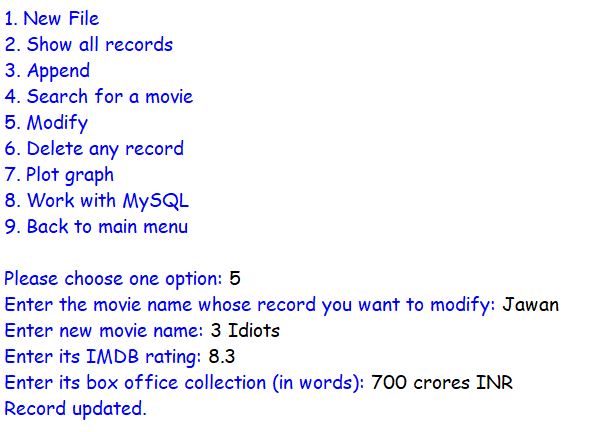 1. New File
2. Show all records
3. Append
4. Search for a movie
5. Modify
6. Delete any record
7. Plot graph
8. Work with MySQL
9. Back to main menu
Please choose one option: 5
Enter the movie name whose record you want to modify: Jawan
Enter new movie name: 3 Idiots
Enter its IMDB rating: 8.3
Enter its box office collection (in words): 700 crores INR
Record updated.